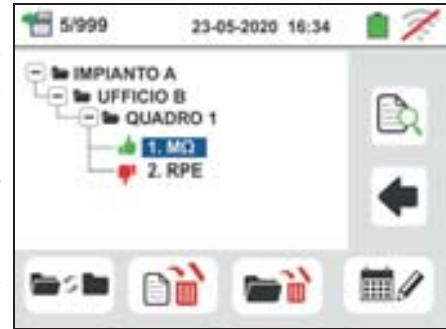 5/999 23-05-2020 16:34
IMPIANTO A
UFFICIO B
QUADRO 1
1. MΩ
2. RPE